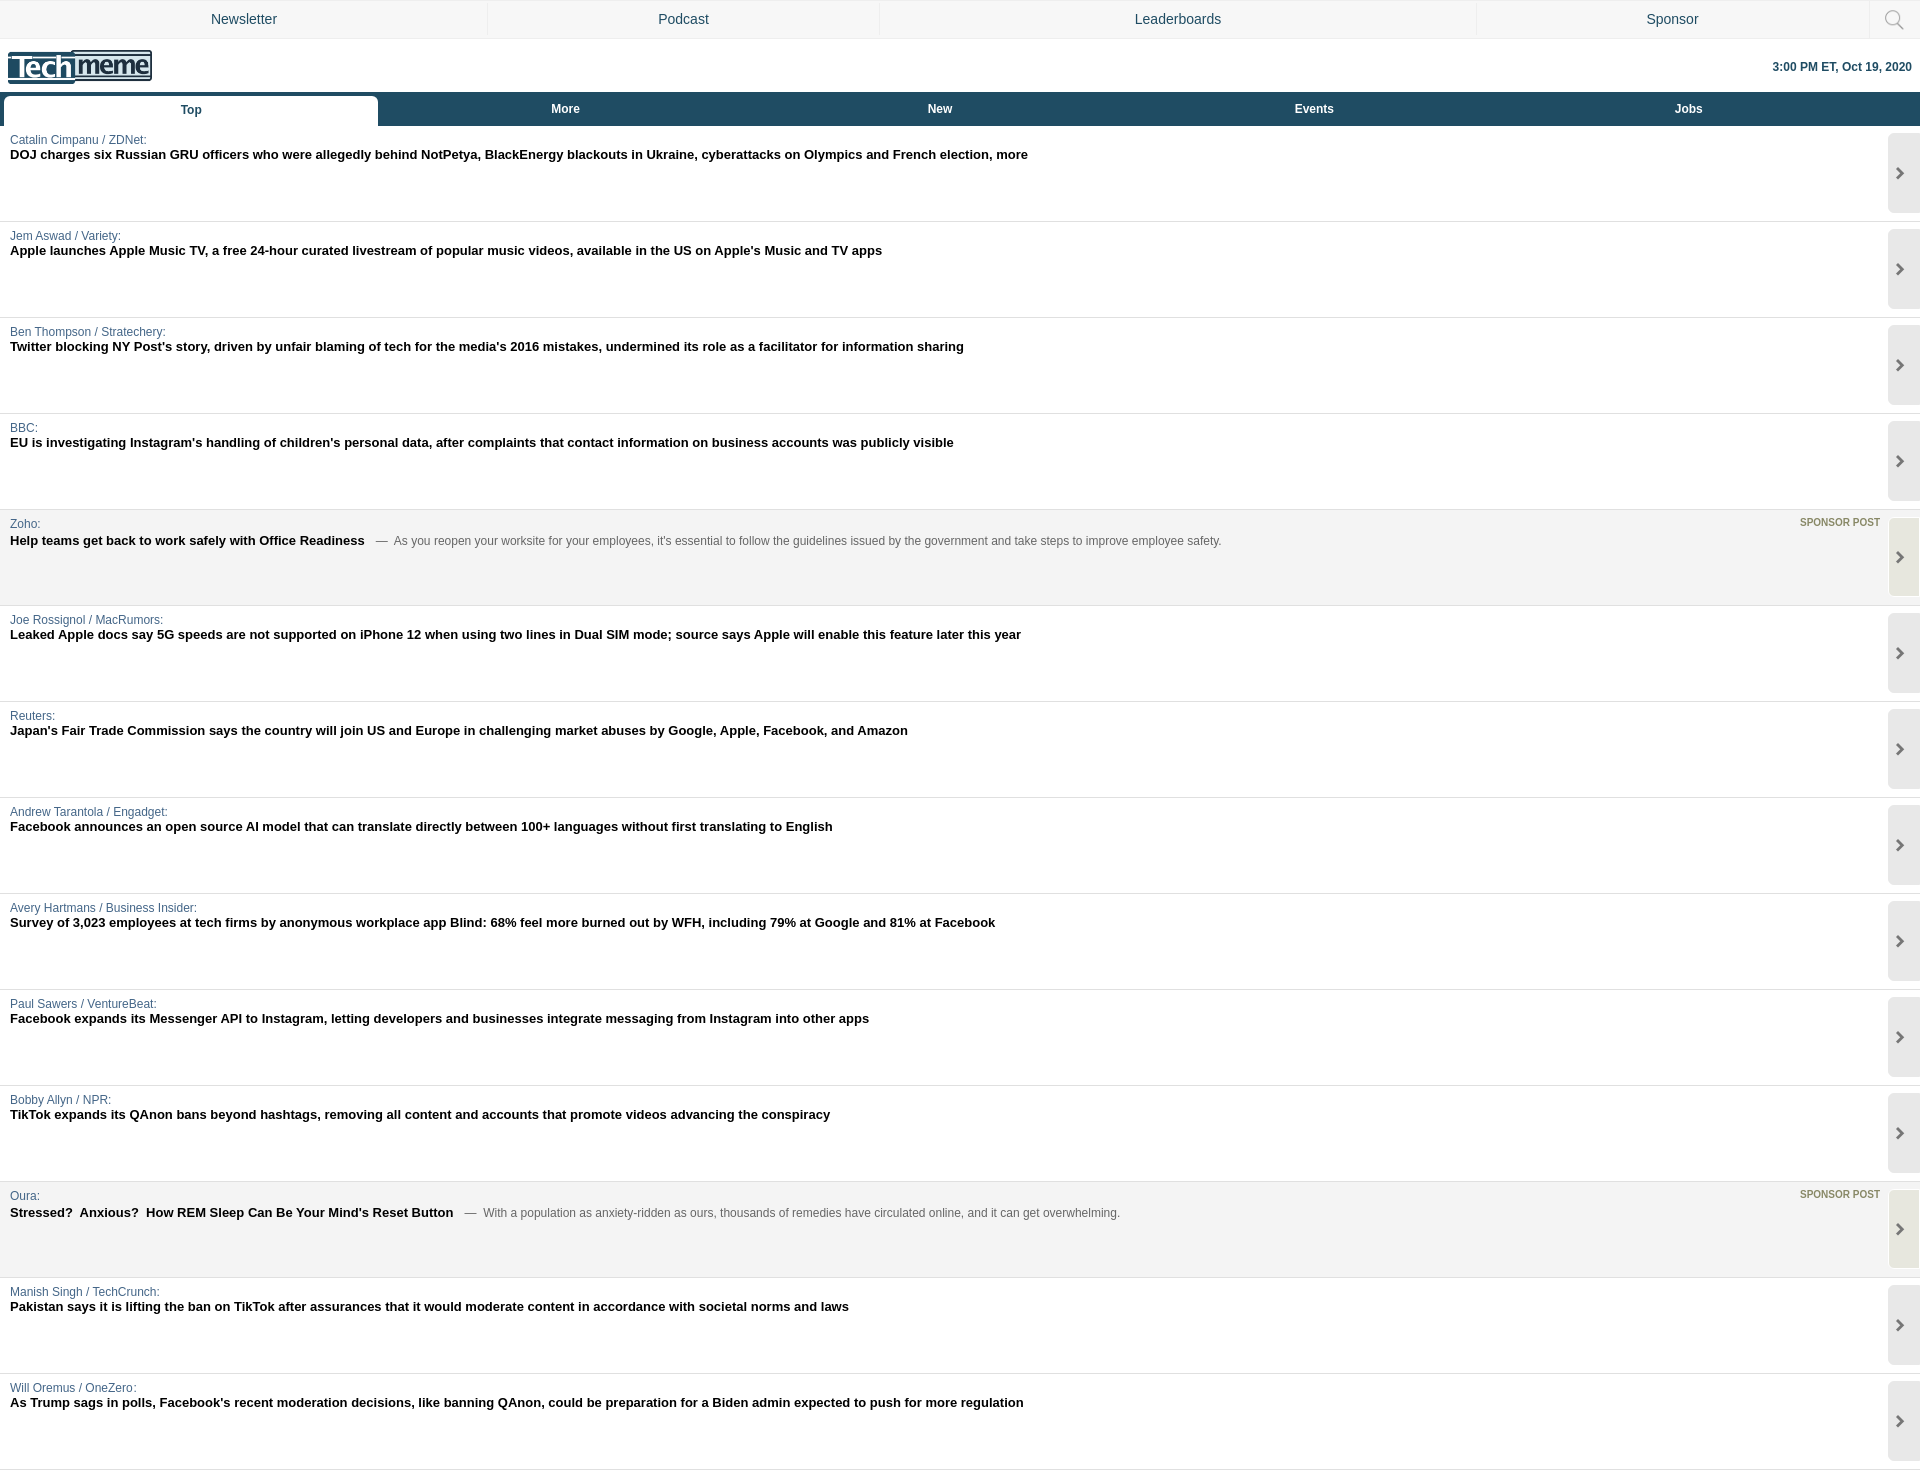 Newsletter Podcast Leaderboards Sponsor
Techmeme 3:00 PM ET, Oct 19, 2020
Top More New Events Jobs
Catalin Cimpanu / ZDNet:
DOJ charges six Russian GRU officers who were allegedly behind NotPetya, BlackEnergy blackouts in Ukraine, cyberattacks on Olympics and French election, more
Jem Aswad / Variety:
Apple launches Apple Music TV, a free 24-hour curated livestream of popular music videos, available in the US on Apple's Music and TV apps
Ben Thompson / Stratechery:
Twitter blocking NY Post's story, driven by unfair blaming of tech for the media's 2016 mistakes, undermined its role as a facilitator for information sharing
BBC:
EU is investigating Instagram's handling of children's personal data, after complaints that contact information on business accounts was publicly visible
Zoho: SPONSOR POST
Help teams get back to work safely with Office Readiness — As you reopen your worksite for your employees, it's essential to follow the guidelines issued by the government and take steps to improve employee safety.
Joe Rossignol / MacRumors:
Leaked Apple docs say 5G speeds are not supported on iPhone 12 when using two lines in Dual SIM mode; source says Apple will enable this feature later this year
Reuters:
Japan's Fair Trade Commission says the country will join US and Europe in challenging market abuses by Google, Apple, Facebook, and Amazon
Andrew Tarantola / Engadget:
Facebook announces an open source AI model that can translate directly between 100+ languages without first translating to English
Avery Hartmans / Business Insider:
Survey of 3,023 employees at tech firms by anonymous workplace app Blind: 68% feel more burned out by WFH, including 79% at Google and 81% at Facebook
Paul Sawers / VentureBeat:
Facebook expands its Messenger API to Instagram, letting developers and businesses integrate messaging from Instagram into other apps
Bobby Allyn / NPR:
TikTok expands its QAnon bans beyond hashtags, removing all content and accounts that promote videos advancing the conspiracy
Oura: SPONSOR POST
Stressed? Anxious? How REM Sleep Can Be Your Mind's Reset Button — With a population as anxiety-ridden as ours, thousands of remedies have circulated online, and it can get overwhelming.
Manish Singh / TechCrunch:
Pakistan says it is lifting the ban on TikTok after assurances that it would moderate content in accordance with societal norms and laws
Will Oremus / OneZero:
As Trump sags in polls, Facebook's recent moderation decisions, like banning QAnon, could be preparation for a Biden admin expected to push for more regulation